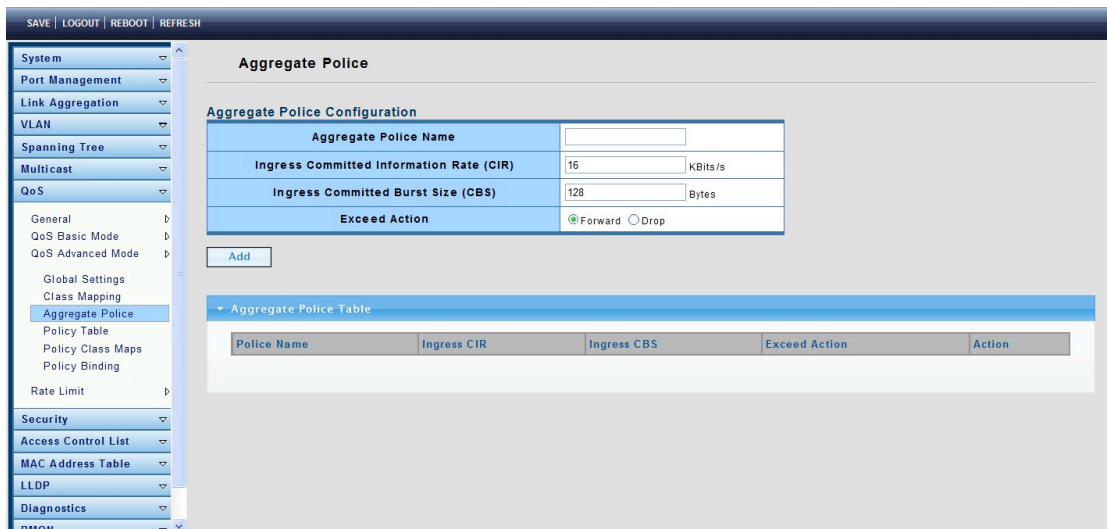 SAVE | LOGOUT | REBOOT | REFRESH
System
Port Management
Link Aggregation
VLAN
Spanning Tree
Multicast
QoS
General
QoS Basic Mode
QoS Advanced Mode
Global Settings
Class Mapping
Aggregate Police
Policy Table
Policy Class Maps
Policy Binding
Rate Limit
Security
Access Control List
MAC Address Table
LLDP
Diagnostics
RMON
Aggregate Police
Aggregate Police Configuration
Aggregate Police Name
Ingress Committed Information Rate (CIR) 16 KBits/s
Ingress Committed Burst Size (CBS) 128 Bytes
Exceed Action Forward Drop
Add
Aggregate Police Table
Police Name Ingress CIR Ingress CBS Exceed Action Action